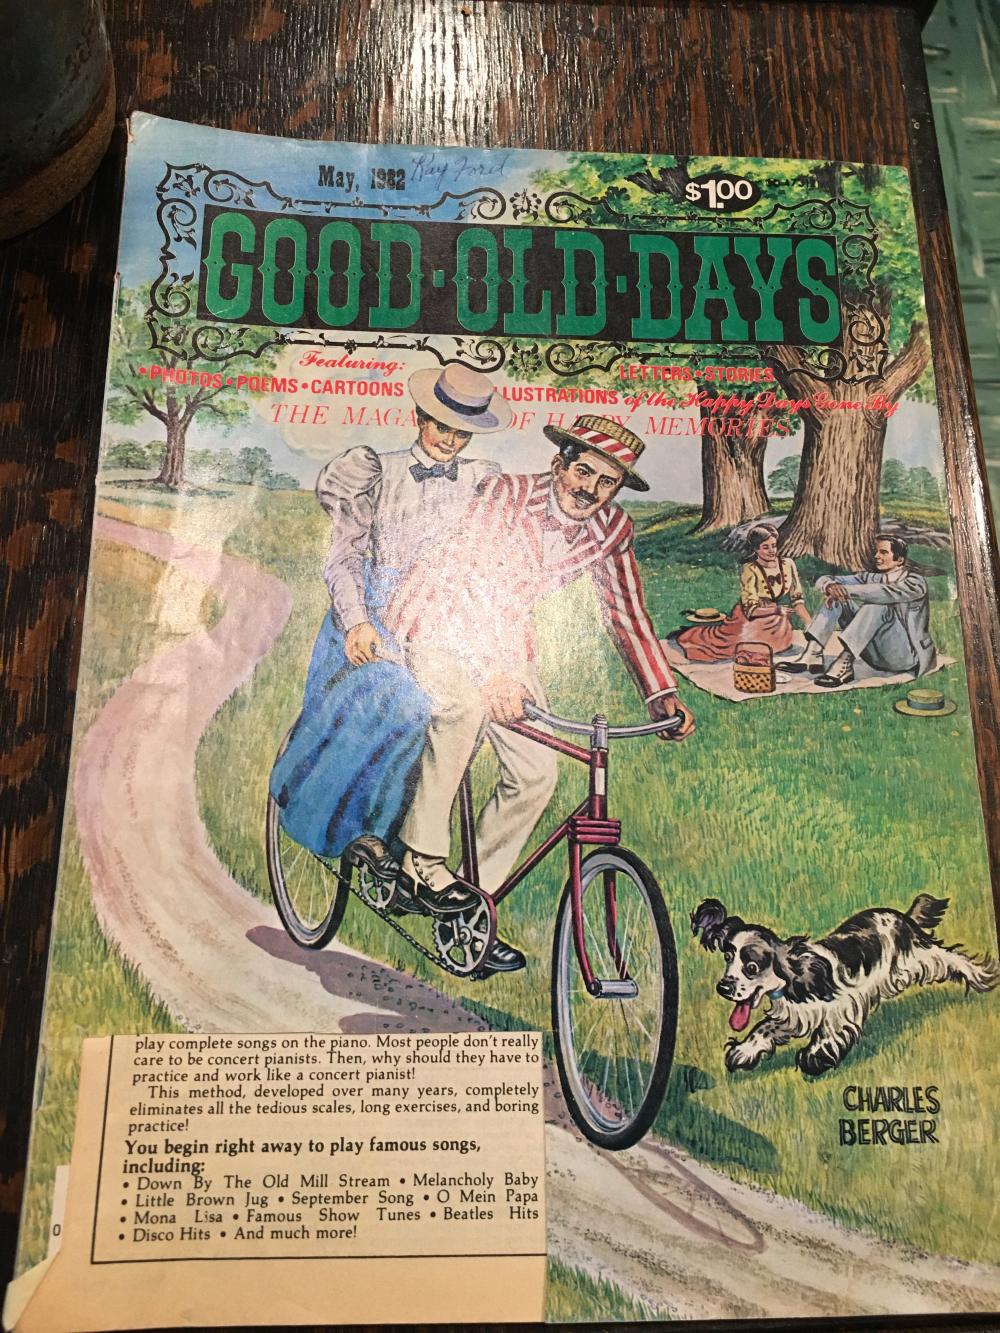 May, 1982 Ray Ford
$1.00
GOOD·OLD·DAYS
Featuring:
•PHOTOS•POEMS•CARTOONS
LLUSTRATIONS of the Happy Days Gone By
LETTERS•STORIES
THE MAGA OF HA Y MEMORIES
play complete songs on the piano. Most people don't really
care to be concert pianists. Then, why should they have to
practice and work like a concert pianist!
This method, developed over many years, completely
eliminates all the tedious scales, long exercises, and boring
practice!
You begin right away to play famous songs,
including:
• Down By The Old Mill Stream • Melancholy Baby
• Little Brown Jug • September Song • O Mein Papa
• Mona Lisa • Famous Show Tunes • Beatles Hits
• Disco Hits • And much more!
0
CHARLES
BERGER